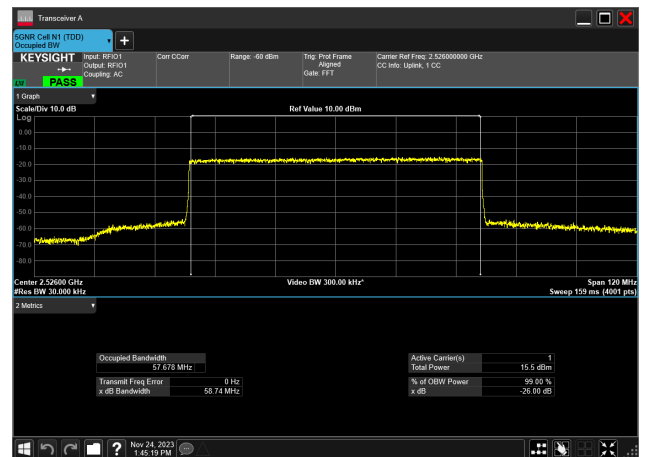 Transceiver A
5GNR Cell N1 (TDD)
Occupied BW
KEYSIGHT
LXI
PASS
Input: RFIO1
Output: RFIO1
Coupling: AC
Corr CCorr
Range: -60 dBm
Trig: Prot Frame
Aligned
Gate: FFT
Carrier Ref Freq: 2.526000000 GHz
CC Info: Uplink, 1 CC
1 Graph
Scale/Div 10.0 dB
Ref Value 10.00 dBm
Log
0.00
-10.0
-20.0
-30.0
-40.0
-50.0
-60.0
-70.0
-80.0
Center 2.52600 GHz
Video BW 300.00 kHz*
Span 120 MHz
#Res BW 30.000 kHz
Sweep 159 ms (4001 pts)
2 Metrics
Occupied Bandwidth
57.678 MHz
Transmit Freq Error 0 Hz
x dB Bandwidth 58.74 MHz
Active Carrier(s) 1
Total Power 15.5 dBm
% of OBW Power 99.00 %
x dB -26.00 dB
Nov 24, 2023
1:45:19 PM